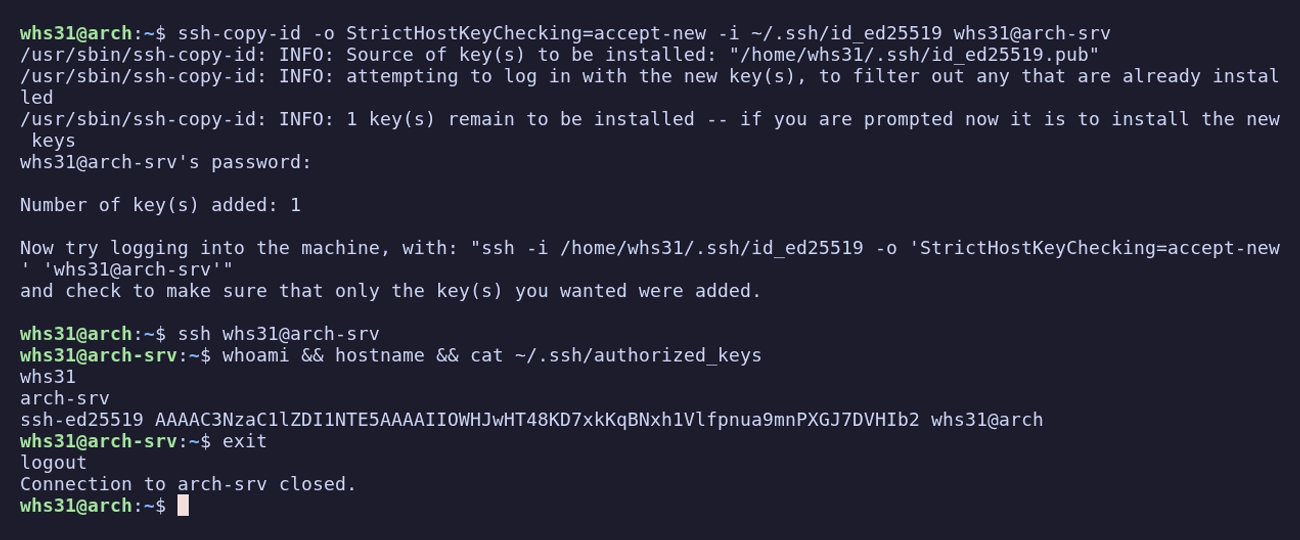 whs31@arch:~$ ssh-copy-id -o StrictHostKeyChecking=accept-new -i ~/.ssh/id_ed25519 whs31@arch-srv
/usr/sbin/ssh-copy-id: INFO: Source of key(s) to be installed: "/home/whs31/.ssh/id_ed25519.pub"
/usr/sbin/ssh-copy-id: INFO: attempting to log in with the new key(s), to filter out any that are already instal
led
/usr/sbin/ssh-copy-id: INFO: 1 key(s) remain to be installed -- if you are prompted now it is to install the new
 keys
whs31@arch-srv's password:

Number of key(s) added: 1

Now try logging into the machine, with: "ssh -i /home/whs31/.ssh/id_ed25519 -o 'StrictHostKeyChecking=accept-new
' 'whs31@arch-srv'"
and check to make sure that only the key(s) you wanted were added.

whs31@arch:~$ ssh whs31@arch-srv
whs31@arch-srv:~$ whoami && hostname && cat ~/.ssh/authorized_keys
whs31
arch-srv
ssh-ed25519 AAAAC3NzaC1lZDI1NTE5AAAAIIOWHJwHT48KD7xkKqBNxh1Vlfpnua9mnPXGJ7DVHIb2 whs31@arch
whs31@arch-srv:~$ exit
logout
Connection to arch-srv closed.
whs31@arch:~$